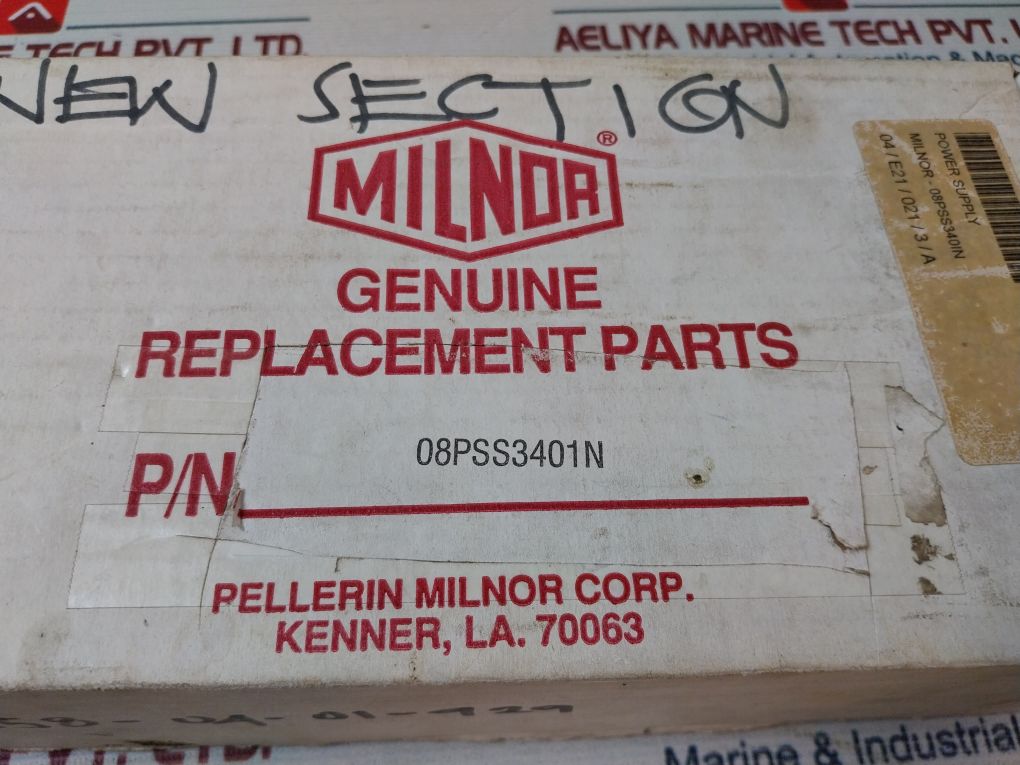 E TECH PVT. LTD.
AELIYA MARINE TECH PVT.
NEW SECTION
MILNOR®
GENUINE
REPLACEMENT PARTS
P/N 08PSS3401N
PELLERIN MILNOR CORP.
KENNER, LA. 70063
POWER SUPPLY
MILNOR - 08PSS340IN
04 / E21 / 021 / 3 / A
Marine & Industrial